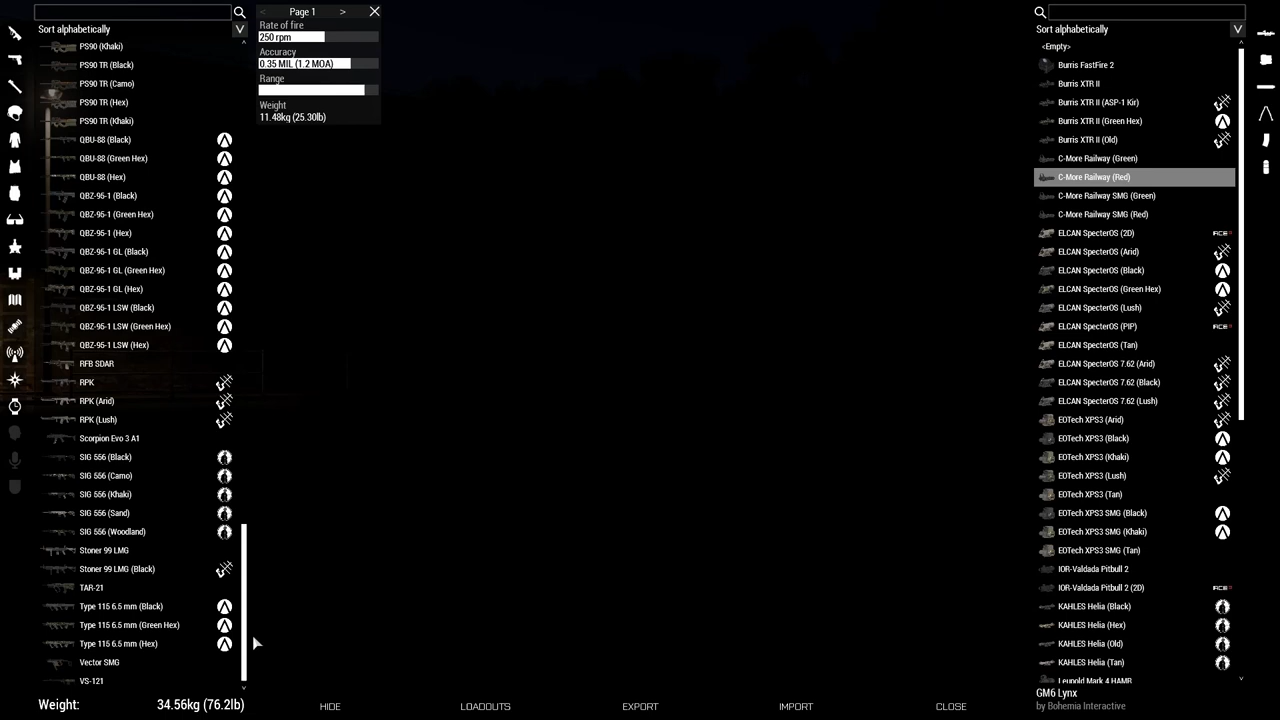 Sort alphabetically
PS90 (Khaki)
PS90 TR (Black)
PS90 TR (Camo)
PS90 TR (Hex)
PS90 TR (Khaki)
QBU-88 (Black)
QBU-88 (Green Hex)
QBU-88 (Hex)
QBZ-95-1 (Black)
QBZ-95-1 (Green Hex)
QBZ-95-1 (Hex)
QBZ-95-1 GL (Black)
QBZ-95-1 GL (Green Hex)
QBZ-95-1 GL (Hex)
QBZ-95-1 LSW (Black)
QBZ-95-1 LSW (Green Hex)
QBZ-95-1 LSW (Hex)
RFB SDAR
RPK
RPK (Arid)
RPK (Lush)
Scorpion Evo 3 A1
SIG 556 (Black)
SIG 556 (Camo)
SIG 556 (Khaki)
SIG 556 (Sand)
SIG 556 (Woodland)
Stoner 99 LMG
Stoner 99 LMG (Black)
TAR-21
Type 115 6.5 mm (Black)
Type 115 6.5 mm (Green Hex)
Type 115 6.5 mm (Hex)
Vector SMG
VS-121
Weight: 34.56kg (76.2lb)
< Page 1 >
Rate of fire
250 rpm
Accuracy
0.35 MIL (1.2 MOA)
Range
Weight
11.48kg (25.30lb)
HIDE LOADOUTS EXPORT IMPORT CLOSE
Sort alphabetically
<Empty>
Burris FastFire 2
Burris XTR II
Burris XTR II (ASP-1 Kir)
Burris XTR II (Green Hex)
Burris XTR II (Old)
C-More Railway (Green)
C-More Railway (Red)
C-More Railway SMG (Green)
C-More Railway SMG (Red)
ELCAN SpecterOS (2D) ACE
ELCAN SpecterOS (Arid)
ELCAN SpecterOS (Black)
ELCAN SpecterOS (Green Hex)
ELCAN SpecterOS (Lush)
ELCAN SpecterOS (PIP) ACE
ELCAN SpecterOS (Tan)
ELCAN SpecterOS 7.62 (Arid)
ELCAN SpecterOS 7.62 (Black)
ELCAN SpecterOS 7.62 (Lush)
EOTech XPS3 (Arid)
EOTech XPS3 (Black)
EOTech XPS3 (Khaki)
EOTech XPS3 (Lush)
EOTech XPS3 (Tan)
EOTech XPS3 SMG (Black)
EOTech XPS3 SMG (Khaki)
EOTech XPS3 SMG (Tan)
IOR-Valdada Pitbull 2
IOR-Valdada Pitbull 2 (2D) ACE
KAHLES Helia (Black)
KAHLES Helia (Hex)
KAHLES Helia (Old)
KAHLES Helia (Tan)
Leupold Mark 4 HAMR
GM6 Lynx
by Bohemia Interactive